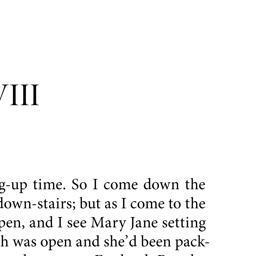 VIII
g-up time. So I come down the
down-stairs; but as I come to the
pen, and I see Mary Jane setting
h was open and she’d been pack-